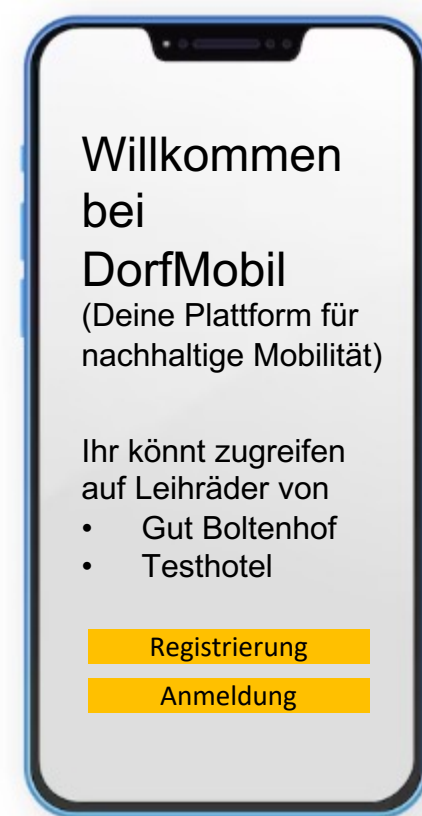 Willkommen
bei
DorfMobil
(Deine Plattform für
nachhaltige Mobilität)
Ihr könnt zugreifen
auf Leihräder von
• Gut Boltenhof
• Testhotel
Registrierung
Anmeldung